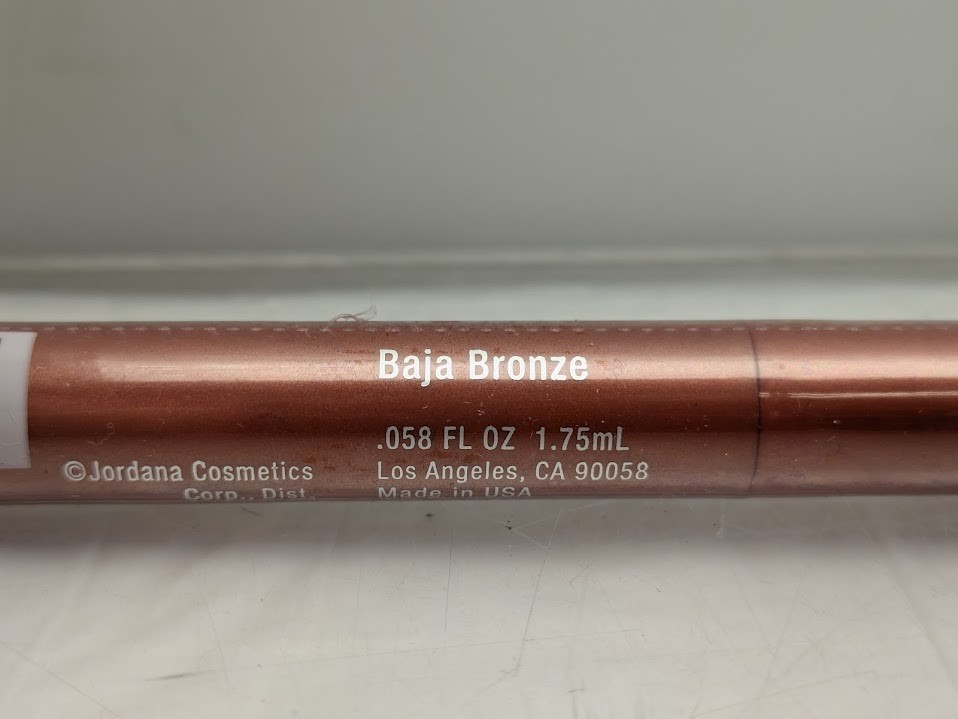 Baja Bronze
.058 FL OZ 1.75mL
©Jordana Cosmetics
Corp., Dist.
Los Angeles, CA 90058
Made in USA